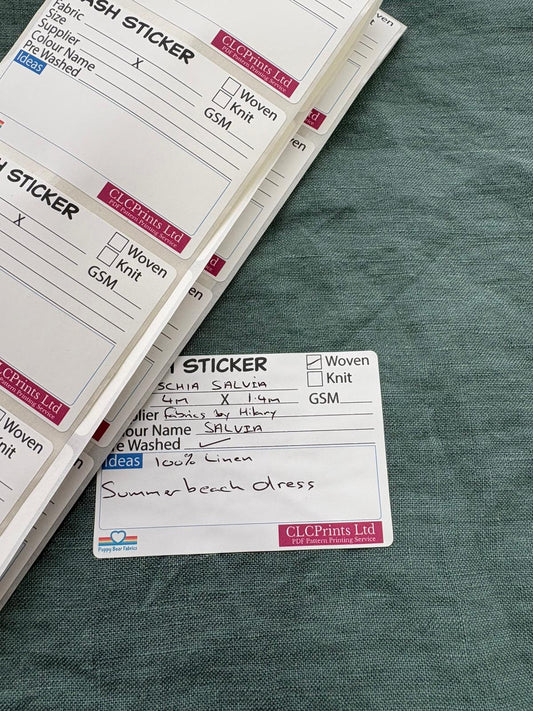 ASH STICKER
Fabric
Size X
Supplier
Colour Name
Pre Washed
Ideas
Woven
Knit
GSM
CLCPrints Ltd
PDF Pattern Printing Service
H STICKER
X
Woven
Knit
GSM
CLCPrints Ltd
PDF Pattern Printing Service
Woven
Knit
H STICKER
Woven
SCHIA SALVIA
Knit
4m X 1.4m GSM
plier Fabrics by Hilary
lour Name SALVIA
e Washed ✓
Ideas 100% Linen
Summer beach dress
Poppy Bear Fabrics
CLCPrints Ltd
PDF Pattern Printing Service